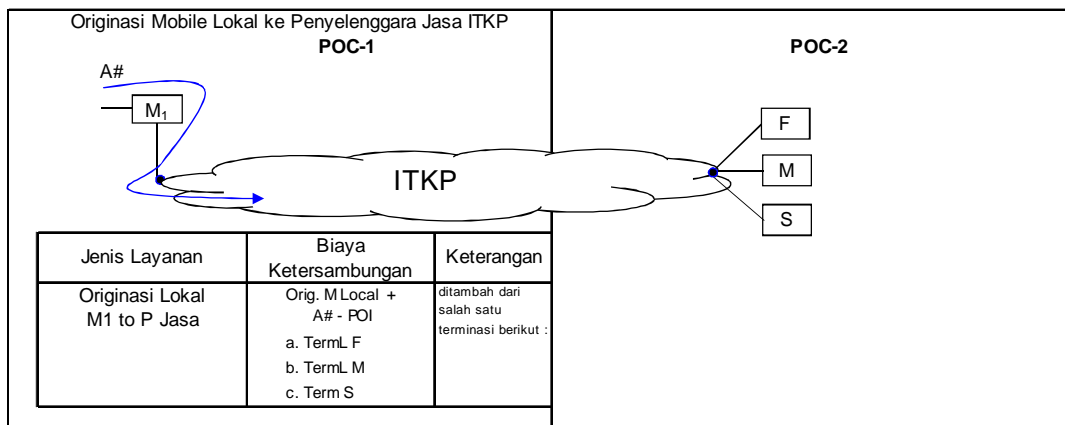 Originasi Mobile Lokal ke Penyelenggara Jasa ITKP
POC-1
POC-2
A#
M1
F
M
S
ITKP
Jenis Layanan
Biaya
Ketersambungan
Keterangan
Originasi Lokal
M1 to P Jasa
Orig. M Local +
A# - POI
a. TermL F
b. TermL M
c. Term S
ditambah dari
salah satu
terminasi berikut :